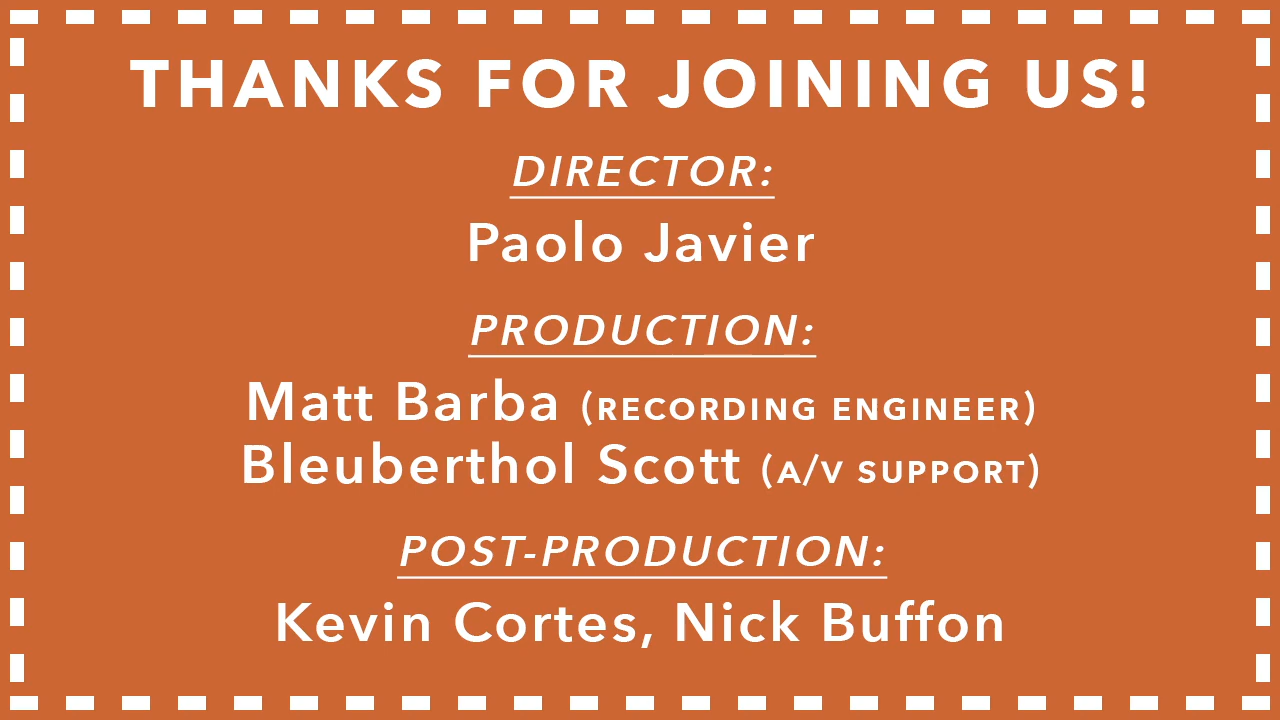 THANKS FOR JOINING US!
DIRECTOR:
Paolo Javier
PRODUCTION:
Matt Barba (RECORDING ENGINEER)
Bleuberthol Scott (A/V SUPPORT)
POST-PRODUCTION:
Kevin Cortes, Nick Buffon